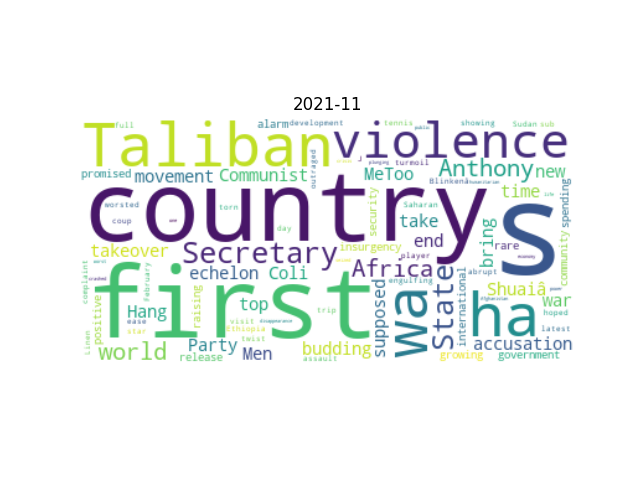 2021-11
full alarm development tennis showing Sudan sub
Taliban violence
public
turmoil
promised movement Communist outraged MeToo Anthony new
Blinkenâ
country s
worsted torn security Saharan time spending
coup day take bring
takeover Secretary insurgency end rare
player
echelon Coli Africa State international abrupt community
complaint February engulfing
first wa ha
positive Hang top raising supposed Shuaiâ war
visit trip hoped
ease Ethiopia latest
star twist
Linen Party budding accusation
world release Men assault growing government
disappearance
Afghanistan